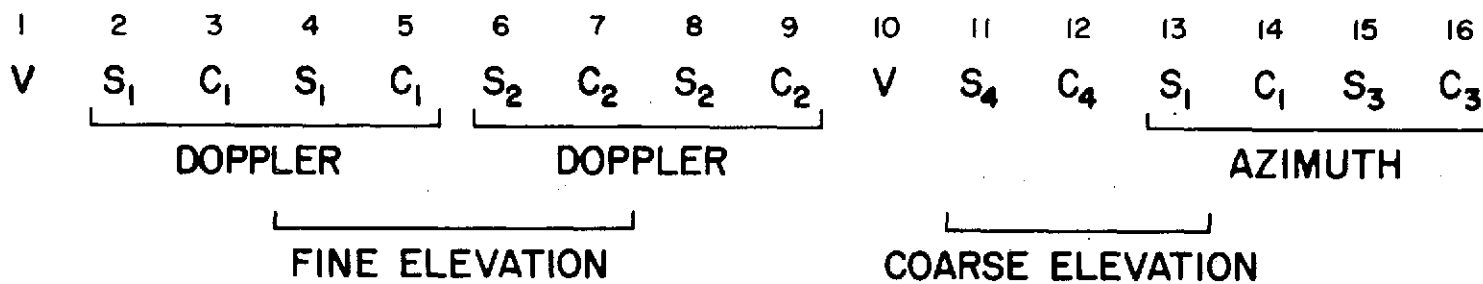 1 2 3 4 5 6 7 8 9 10 11 12 13 14 15 16
V S₁ C₁ S₁ C₁ S₂ C₂ S₂ C₂ V S₄ C₄ S₁ C₁ S₃ C₃
DOPPLER DOPPLER AZIMUTH
FINE ELEVATION COARSE ELEVATION